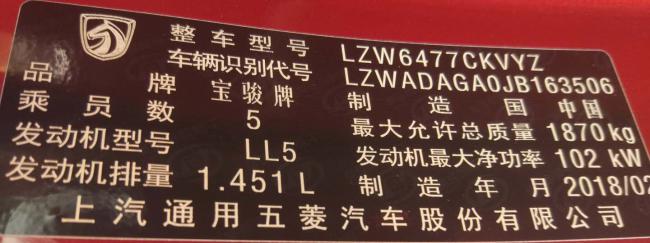 整车型号 LZW6477CKVYZ
车辆识别代号 LZWADAGA0JB163506
品牌 宝骏牌 制造国 中国
乘员数 5 最大允许总质量 1870kg
发动机型号 LL5 发动机最大净功率 102 kW
发动机排量 1.451 L 制造年月 2018/02
上汽通用五菱汽车股份有限公司